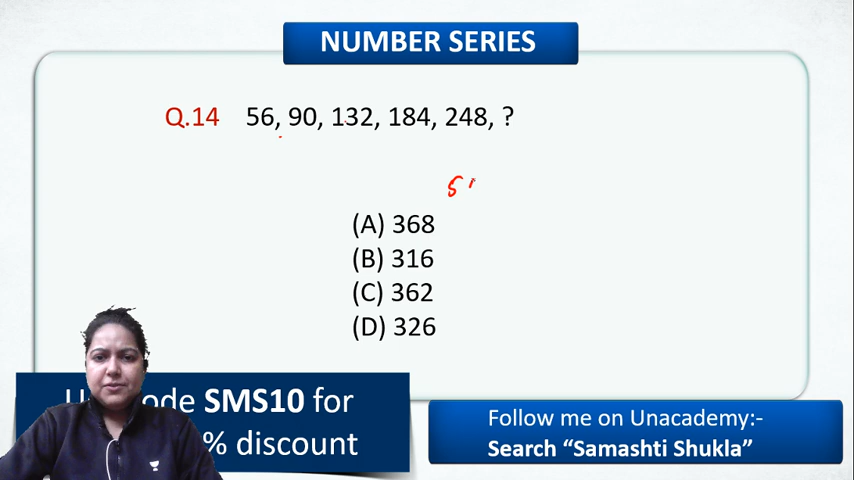 NUMBER SERIES
Q.14 56, 90, 132, 184, 248, ?
(A) 368
(B) 316
(C) 362
(D) 326
ode SMS10 for
% discount
Follow me on Unacademy:-
Search “Samashti Shukla”